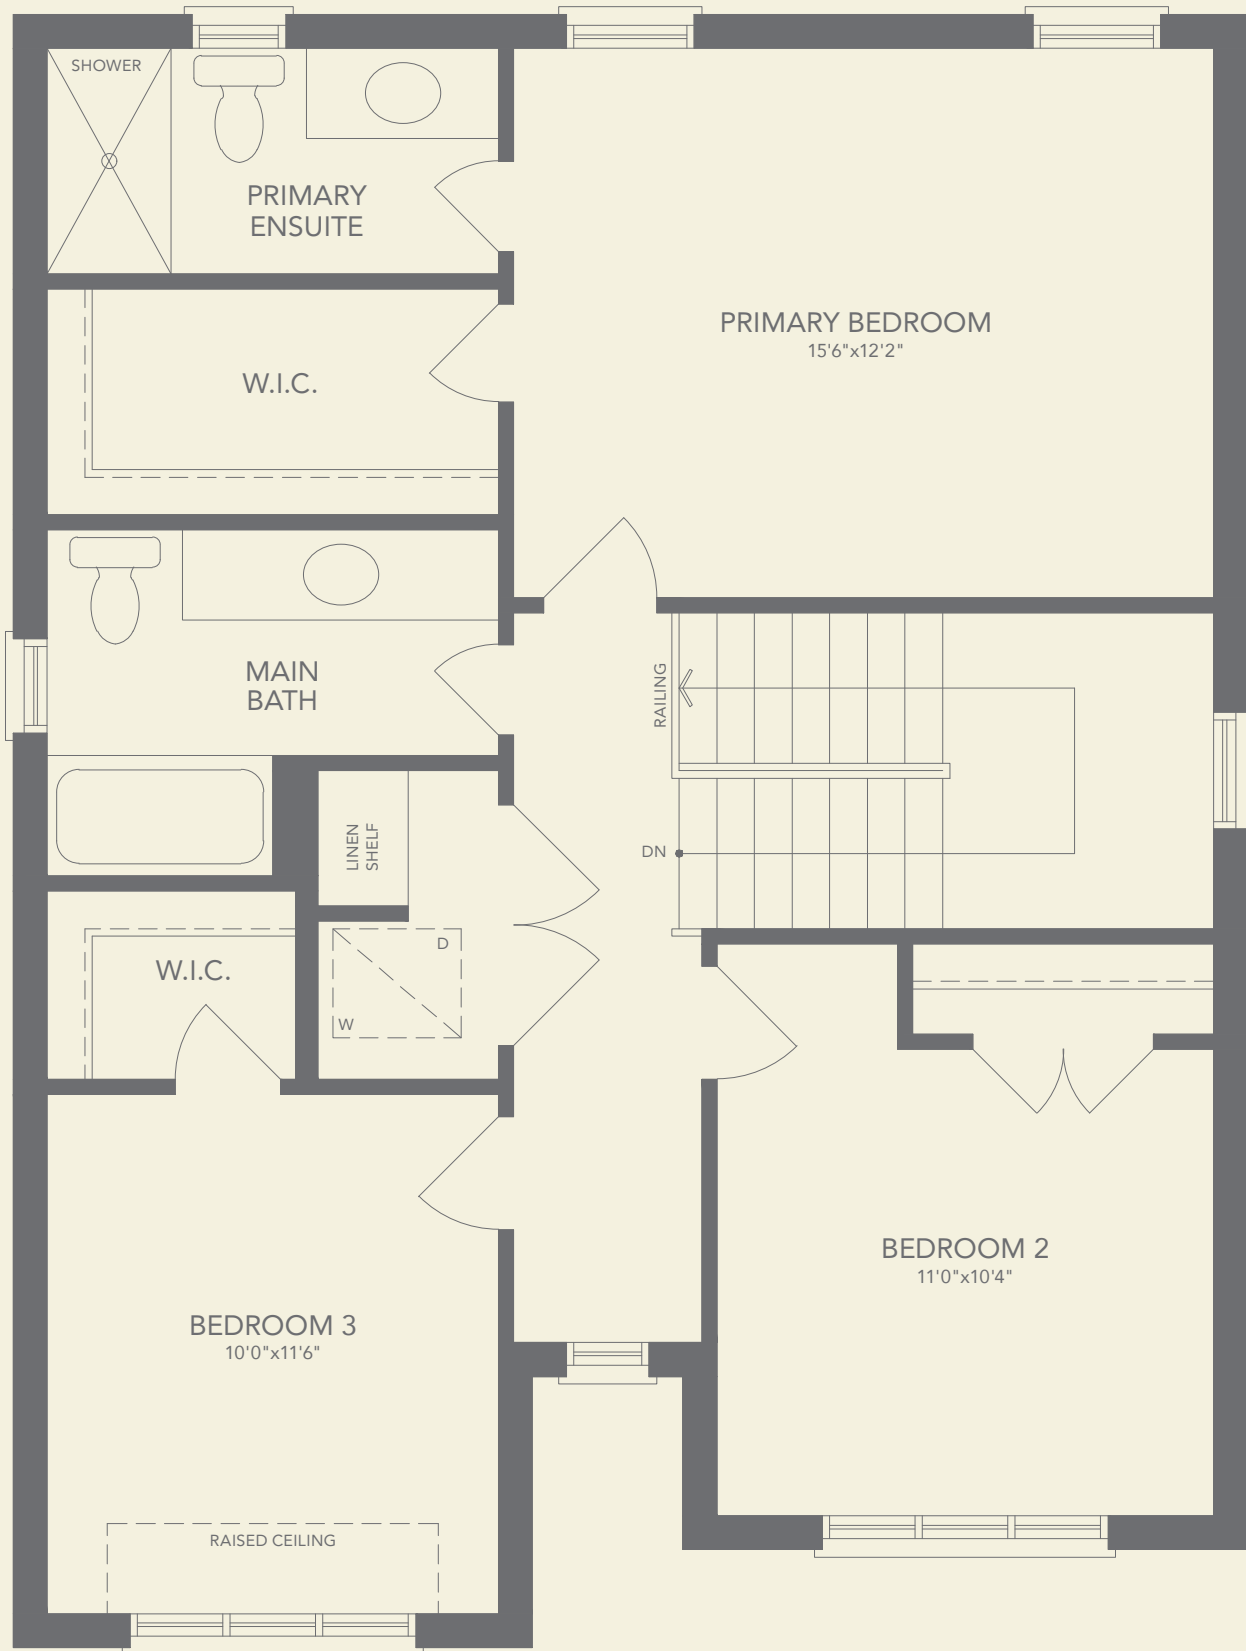 SHOWER
PRIMARY
ENSUITE
PRIMARY BEDROOM
15'6"x12'2"
W.I.C.
MAIN
BATH
RAILING
LINEN
SHELF
DN
D
W
W.I.C.
BEDROOM 2
11'0"x10'4"
BEDROOM 3
10'0"x11'6"
RAISED CEILING